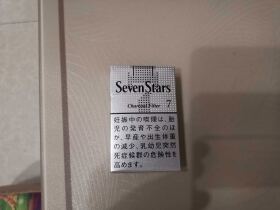 SevenStars
Charcoal Filter 7
妊娠中の喫煙は、胎
児の発育不全のほ
か、早産や出生体重
の減少、乳幼児突然
死症候群の危険性を
高めます。